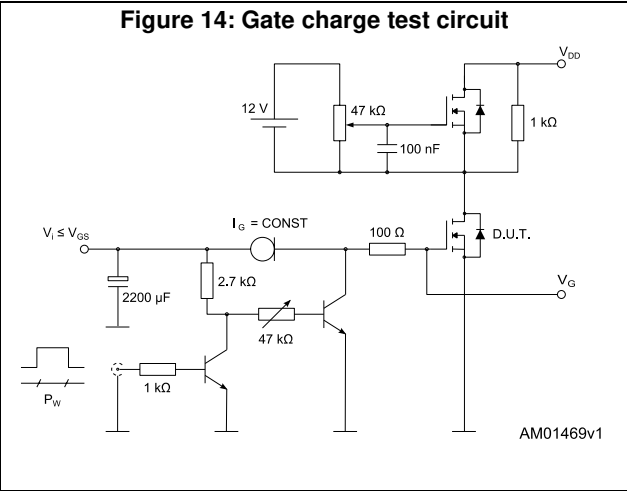 Figure 14: Gate charge test circuit
V_DD
12 V
47 kΩ
100 nF
1 kΩ
V_i ≤ V_GS
I_G = CONST
100 Ω
D.U.T.
2200 μF
2.7 kΩ
47 kΩ
V_G
1 kΩ
P_W
AM01469v1